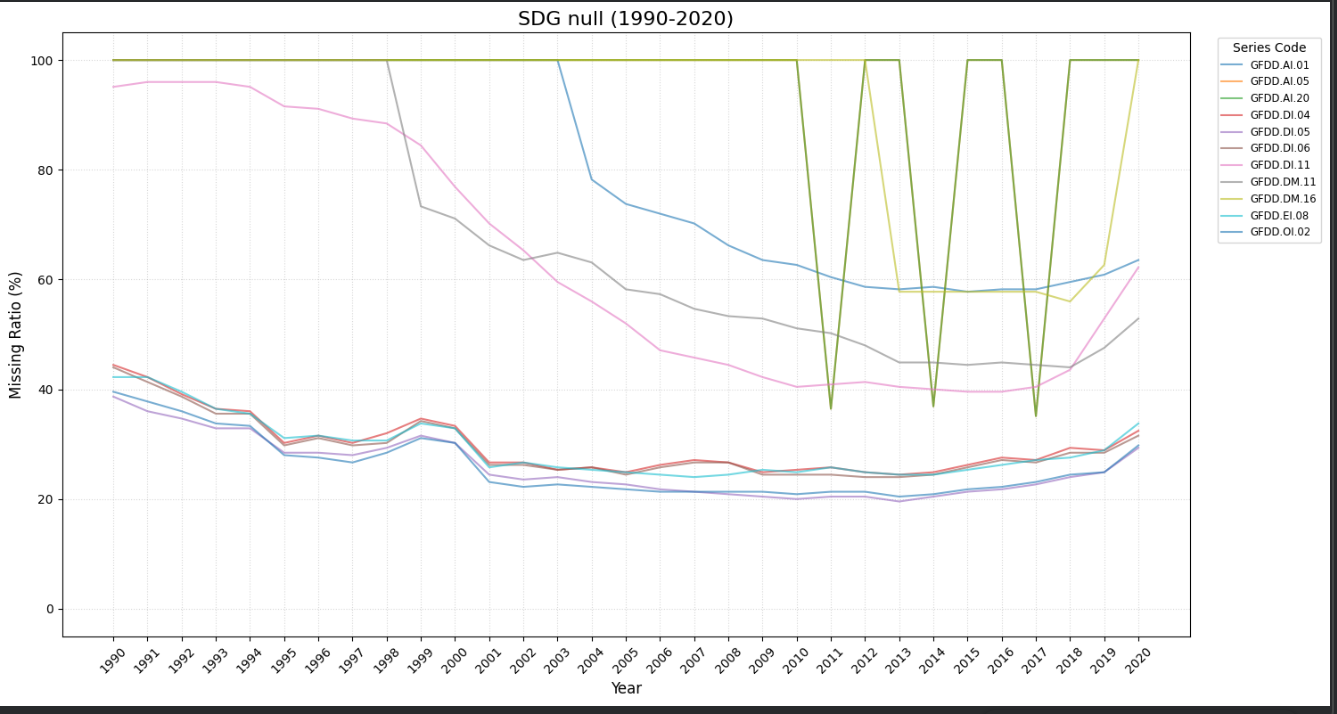 SDG null (1990-2020)
Missing Ratio (%)
100
80
60
40
20
0
1990 1991 1992 1993 1994 1995 1996 1997 1998 1999 2000 2001 2002 2003 2004 2005 2006 2007 2008 2009 2010 2011 2012 2013 2014 2015 2016 2017 2018 2019 2020
Year
Series Code
GFDD.AI.01
GFDD.AI.05
GFDD.AI.20
GFDD.DI.04
GFDD.DI.05
GFDD.DI.06
GFDD.DI.11
GFDD.DM.11
GFDD.DM.16
GFDD.EI.08
GFDD.OI.02